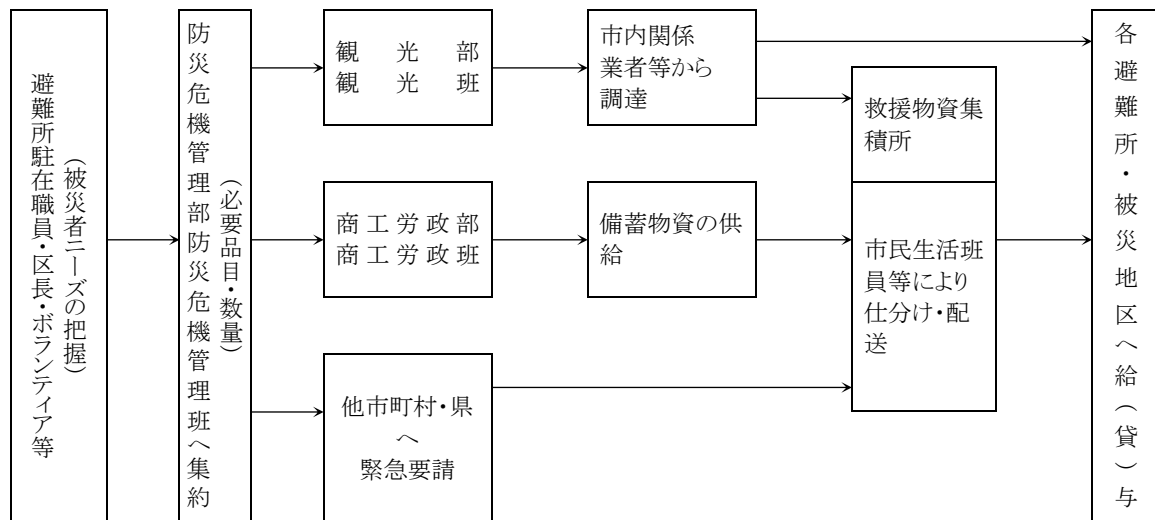 避難所駐在職員・区長・ボランティア等
（被災者ニーズの把握）
防災危機管理部防災危機管理班へ集約
（必要品目・数量）
観光部
観光班
商工労政部
商工労政班
他市町村・県
へ
緊急要請
市内関係
業者等から
調達
備蓄物資の供
給
救援物資集
積所
市民生活班
員等により
仕分け・配
送
各避難所・被災地区へ給（貸）与